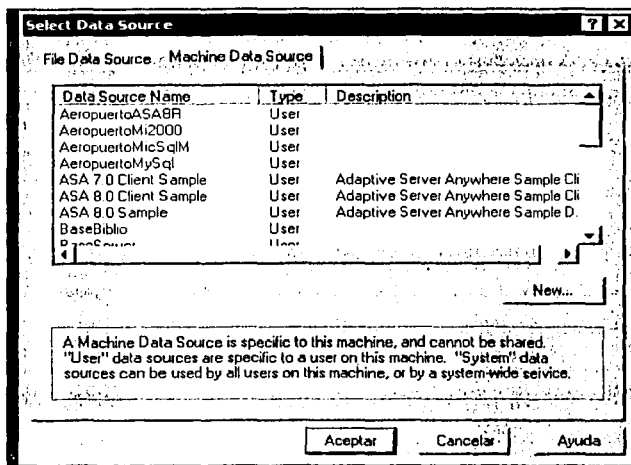 Select Data Source
File Data Source Machine Data Source
Data Source Name Type Description
AeropuertoASA8R User
AeropuertoMi2000 User
AeropuertoMicSqlM User
AeropuertoMySql User
ASA 7.0 Client Sample User Adaptive Server Anywhere Sample Cli
ASA 8.0 Client Sample User Adaptive Server Anywhere Sample Cli
ASA 8.0 Sample User Adaptive Server Anywhere Sample D.
BaseBiblio User
New...
A Machine Data Source is specific to this machine, and cannot be shared.
"User" data sources are specific to a user on this machine. "System" data
sources can be used by all users on this machine, or by a system-wide service.
Aceptar Cancelar Ayuda